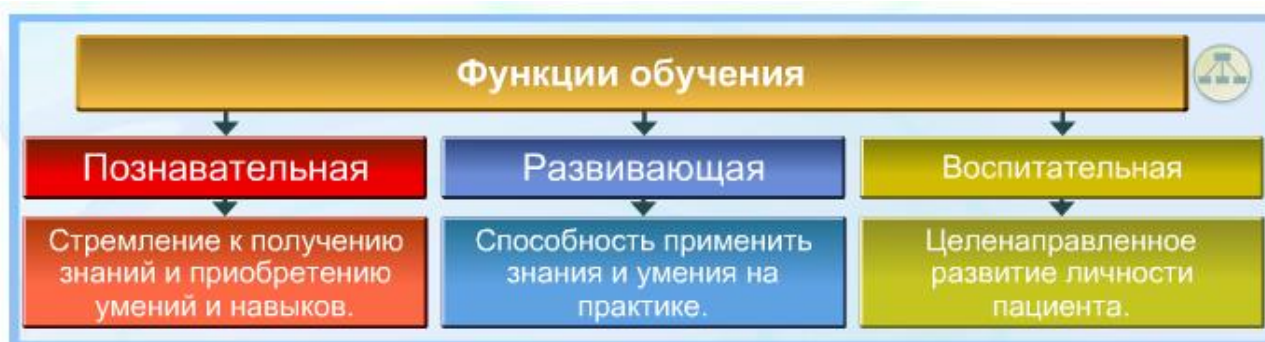 Функции обучения
Познавательная
Развивающая
Воспитательная
Стремление к получению
знаний и приобретению
умений и навыков.
Способность применить
знания и умения на
практике.
Целенаправленное
развитие личности
пациента.